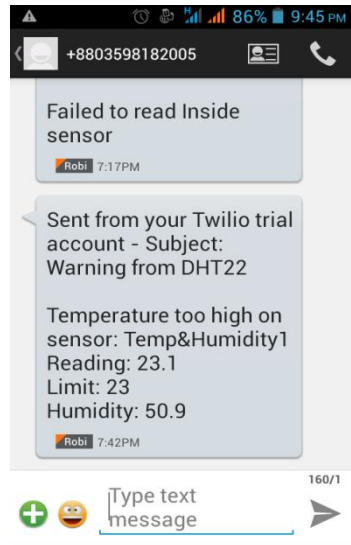 86% 9:45 PM
+8803598182005
Failed to read Inside
sensor
Robi 7:17PM
Sent from your Twilio trial
account - Subject:
Warning from DHT22
Temperature too high on
sensor: Temp&Humidity1
Reading: 23.1
Limit: 23
Humidity: 50.9
Robi 7:42PM
160/1
Type text
message